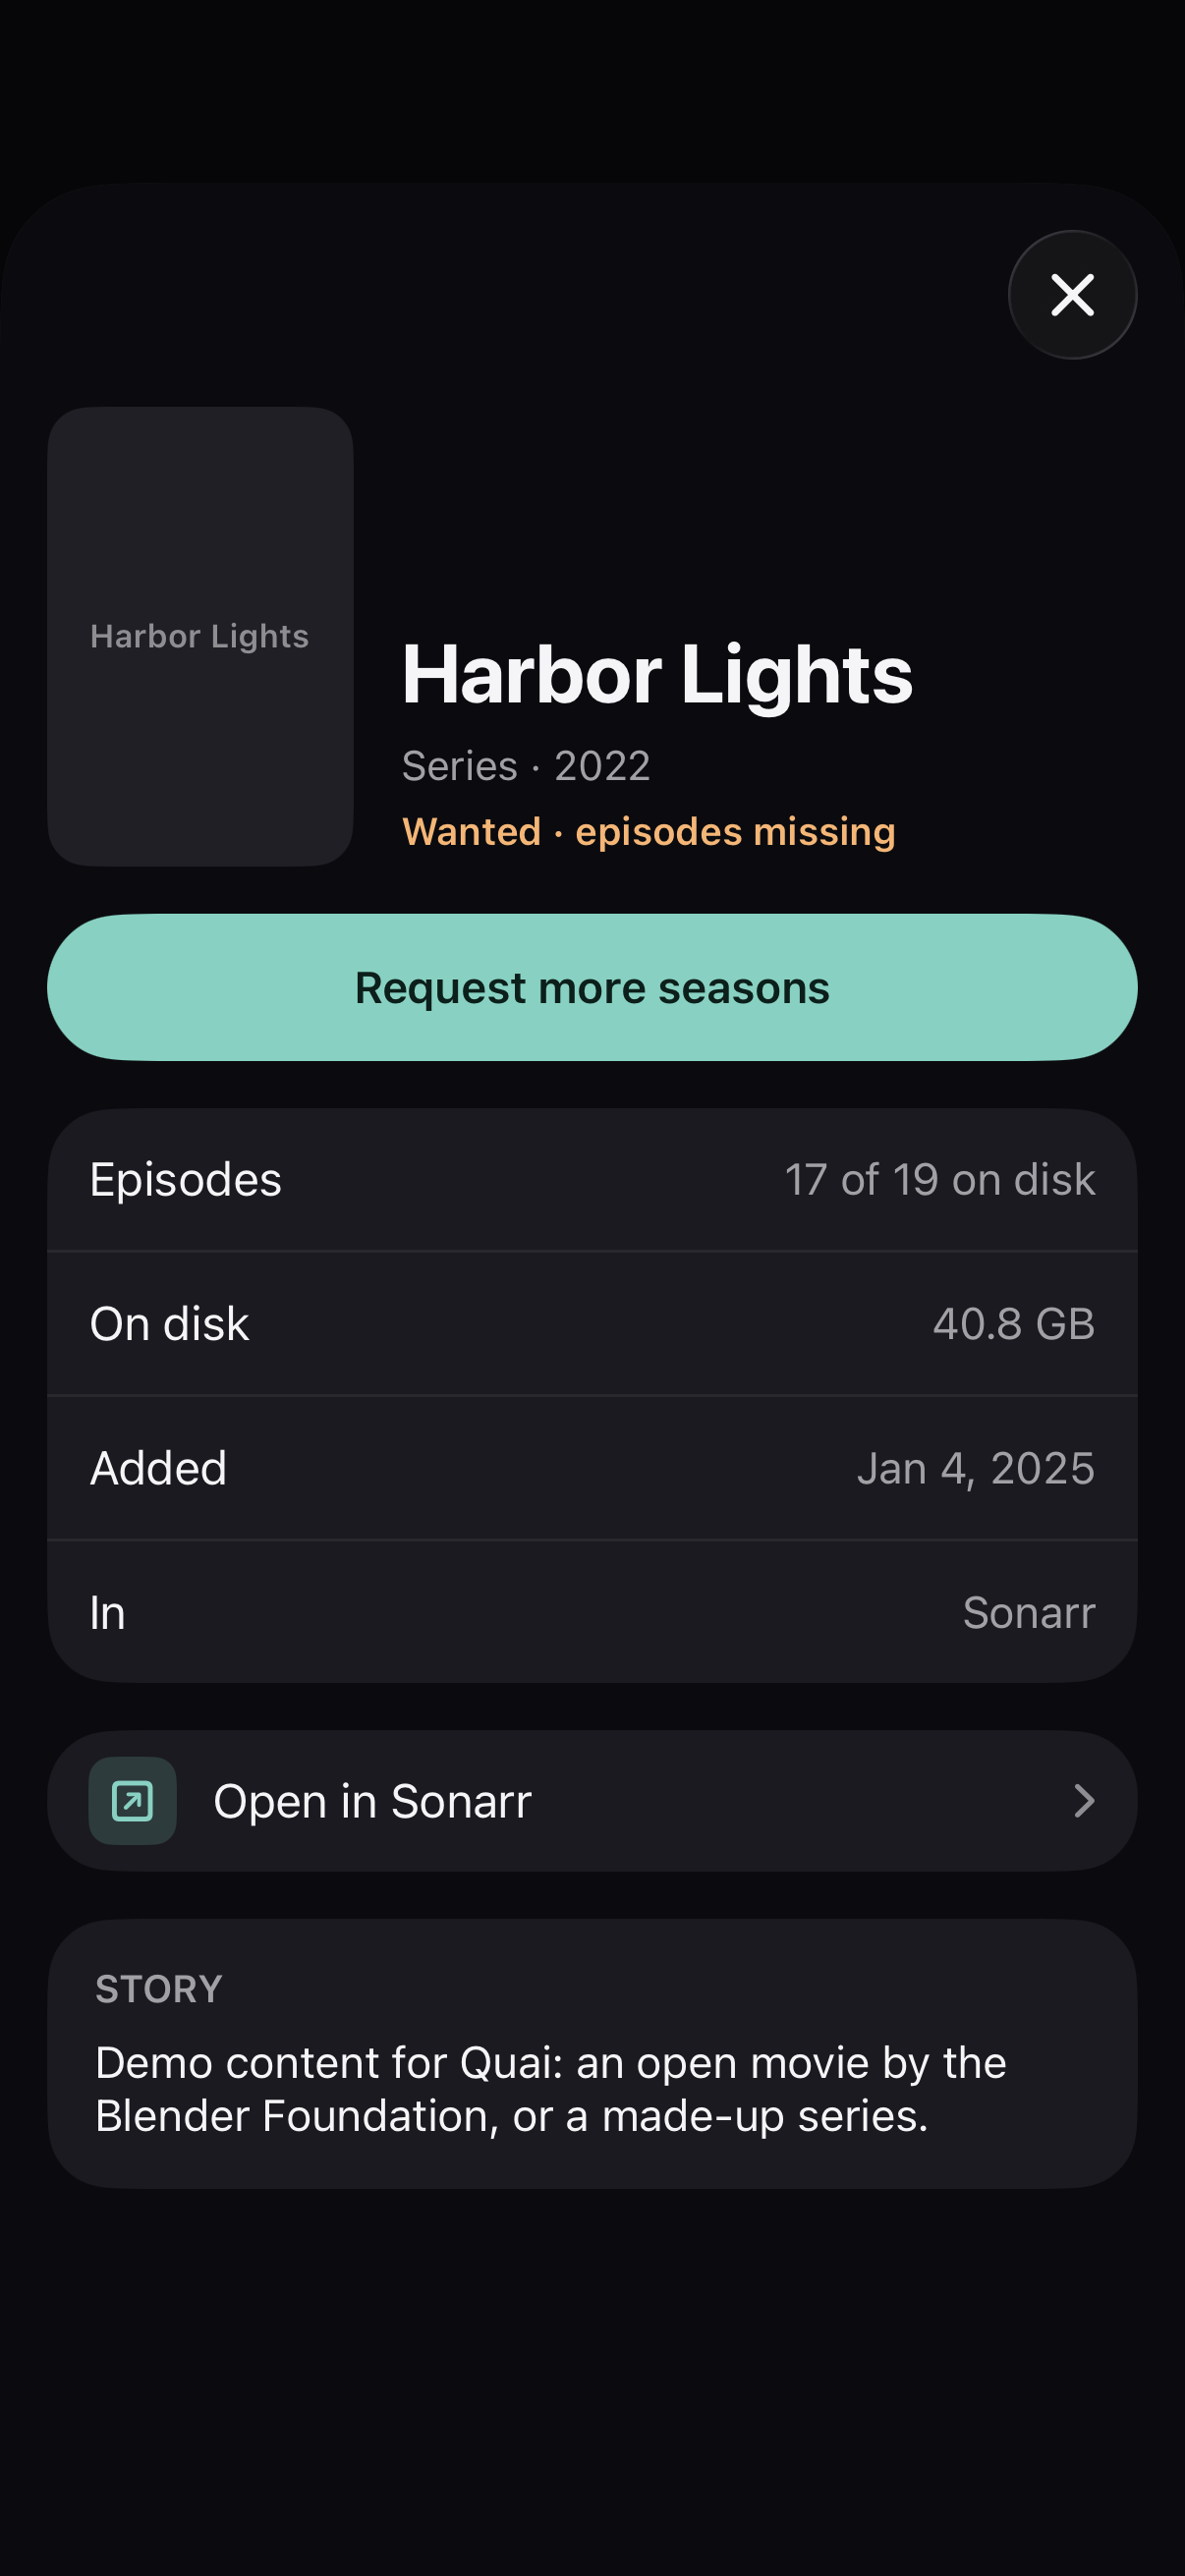 Harbor Lights
Harbor Lights
Series · 2022
Wanted · episodes missing
Request more seasons
Episodes 17 of 19 on disk
On disk 40.8 GB
Added Jan 4, 2025
In Sonarr
Open in Sonarr
STORY
Demo content for Quai: an open movie by the
Blender Foundation, or a made-up series.